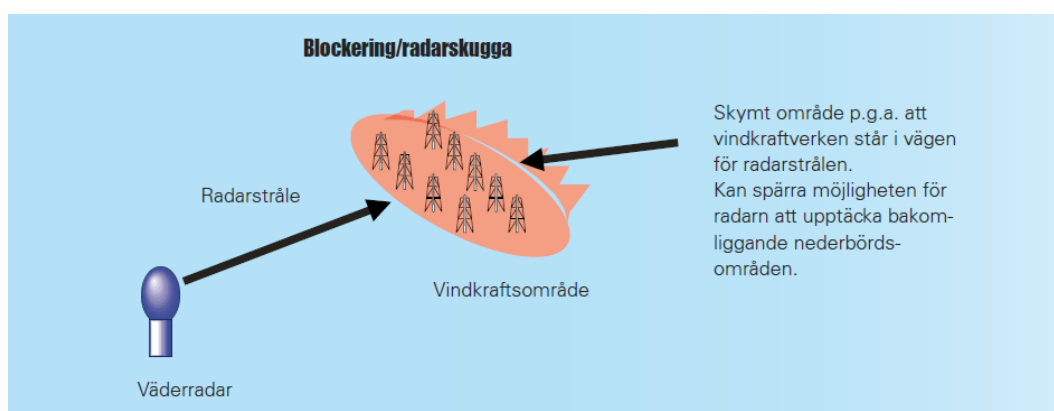 Blockering/radarskugga
Skymt område p.g.a. att
vindkraftverken står i vägen
för radarstrålen.
Kan spärra möjligheten för
radarn att upptäcka bakom-
liggande nederbörds-
områden.
Radarstråle
Vindkraftsområde
Väderradar